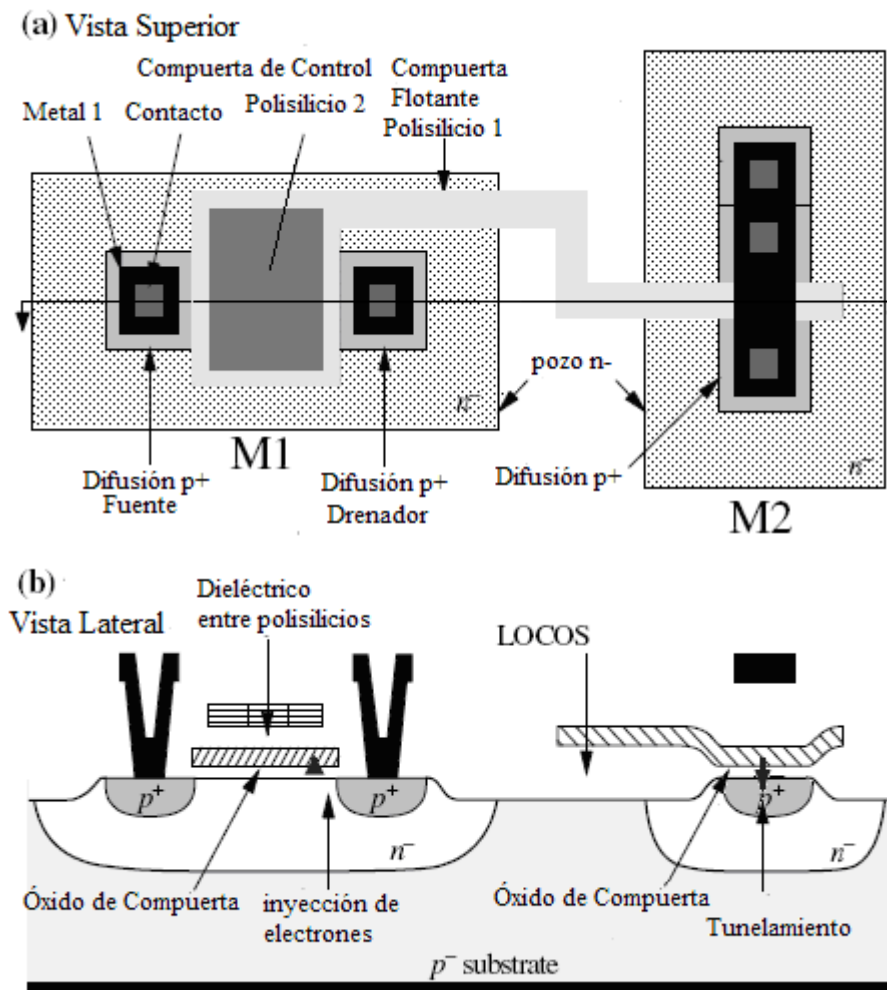 (a) Vista Superior
Compuerta de Control
Polisilicio 2
Compuerta
Flotante
Polisilicio 1
Metal 1
Contacto
n⁻
pozo n-
n⁻
M1
Difusión p+
Fuente
Difusión p+
Drenador
Difusión p+
M2
(b)
Vista Lateral
Dieléctrico
entre polisilicios
LOCOS
p⁺
p⁺
p⁺
n⁻
n⁻
Óxido de Compuerta
inyección de
electrones
Óxido de Compuerta
Tunelamiento
p⁻ substrate